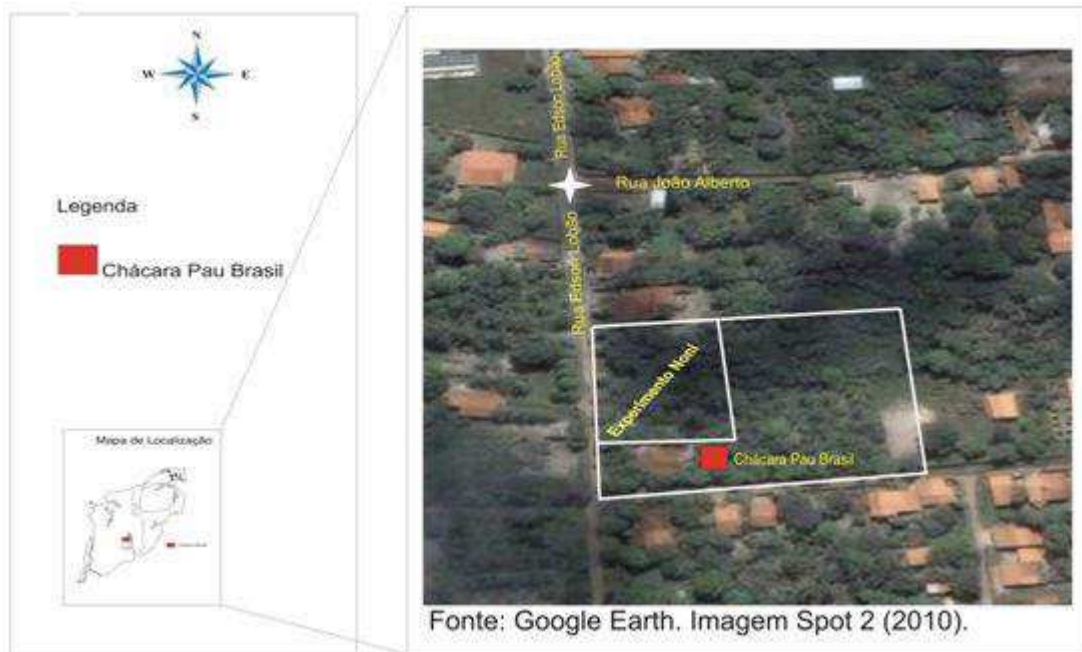 N
W E
S
Legenda
Chácara Pau Brasil
Mapa de Localização
Rua Edson Lobão
Rua João Alberto
Rua Edson Lobão
Experimento Noni
Chácara Pau Brasil
Fonte: Google Earth. Imagem Spot 2 (2010).